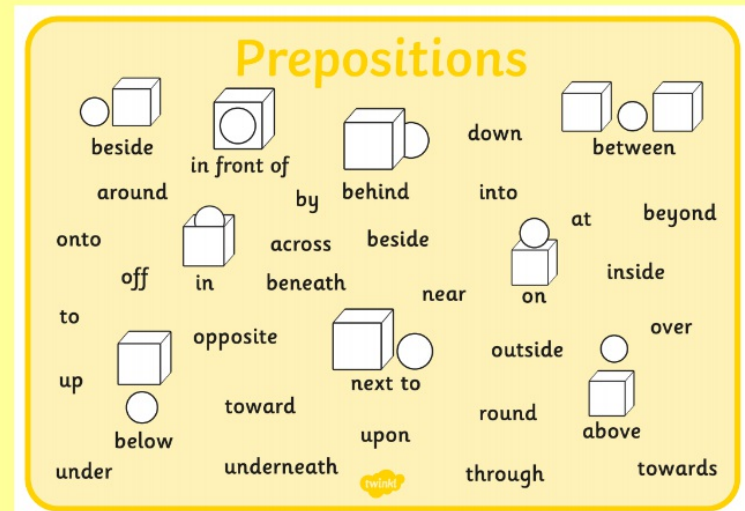 Prepositions
beside
in front of
behind
down
between
around
by
into
at
beyond
onto
off
in
across
beside
beneath
near
on
inside
to
opposite
next to
outside
over
up
toward
upon
round
above
below
under
underneath
twinkl
through
towards